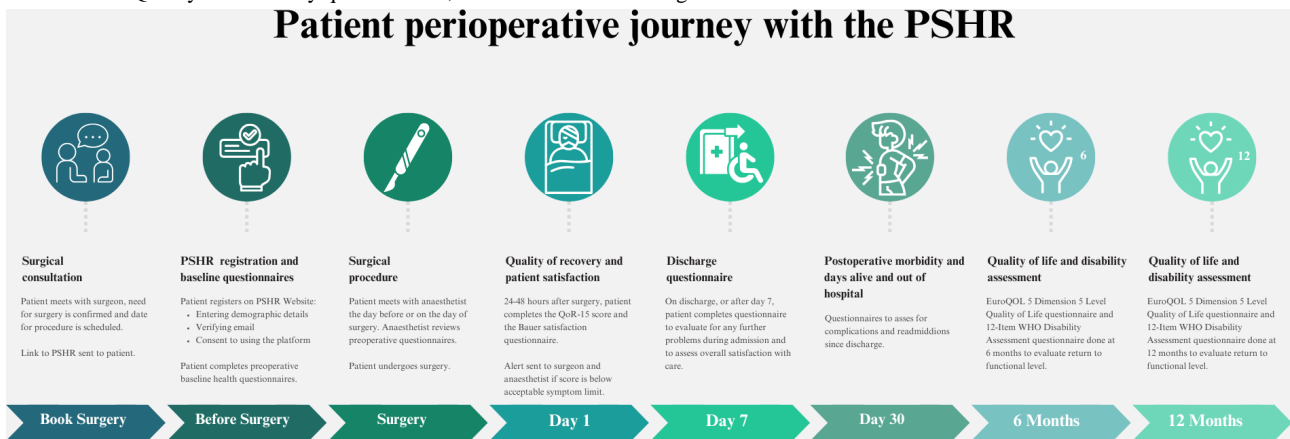 Patient perioperative journey with the PSHR
6
12
Surgical
consultation
Patient meets with surgeon, need
for surgery is confirmed and date
for procedure is scheduled.
Link to PSHR sent to patient.
PSHR registration and
baseline questionnaires
Patient registers on PSHR Website:
• Entering demographic details
• Verifying email
• Consent to using the platform
Patient completes preoperative
baseline health questionnaires.
Surgical
procedure
Patient meets with anaesthetist
the day before or on the day of
surgery. Anaesthetist reviews
preoperative questionnaires.
Patient undergoes surgery.
Quality of recovery and
patient satisfaction
24-48 hours after surgery, patient
completes the QoR-15 score and
the Bauer satisfaction
questionnaire.
Alert sent to surgeon and
anaesthetist if score is below
acceptable symptom limit.
Discharge
questionnaire
On discharge, or after day 7,
patient completes questionnaire
to evaluate for any further
problems during admission and
to assess overall satisfaction with
care.
Postoperative morbidity and
days alive and out of
hospital
Questionnaires to asses for
complications and readmiddions
since discharge.
Quality of life and disability
assessment
EuroQOL 5 Dimension 5 Level
Quality of Life questionnaire and
12-Item WHO Disability
Assessment questionnaire done at
6 months to evaluate return to
functional level.
Quality of life and
disability assessment
EuroQOL 5 Dimension 5 Level
Quality of Life questionnaire and
12-Item WHO Disability
Assessment questionnaire done at
12 months to evaluate return to
functional level.
Book Surgery
Before Surgery
Surgery
Day 1
Day 7
Day 30
6 Months
12 Months